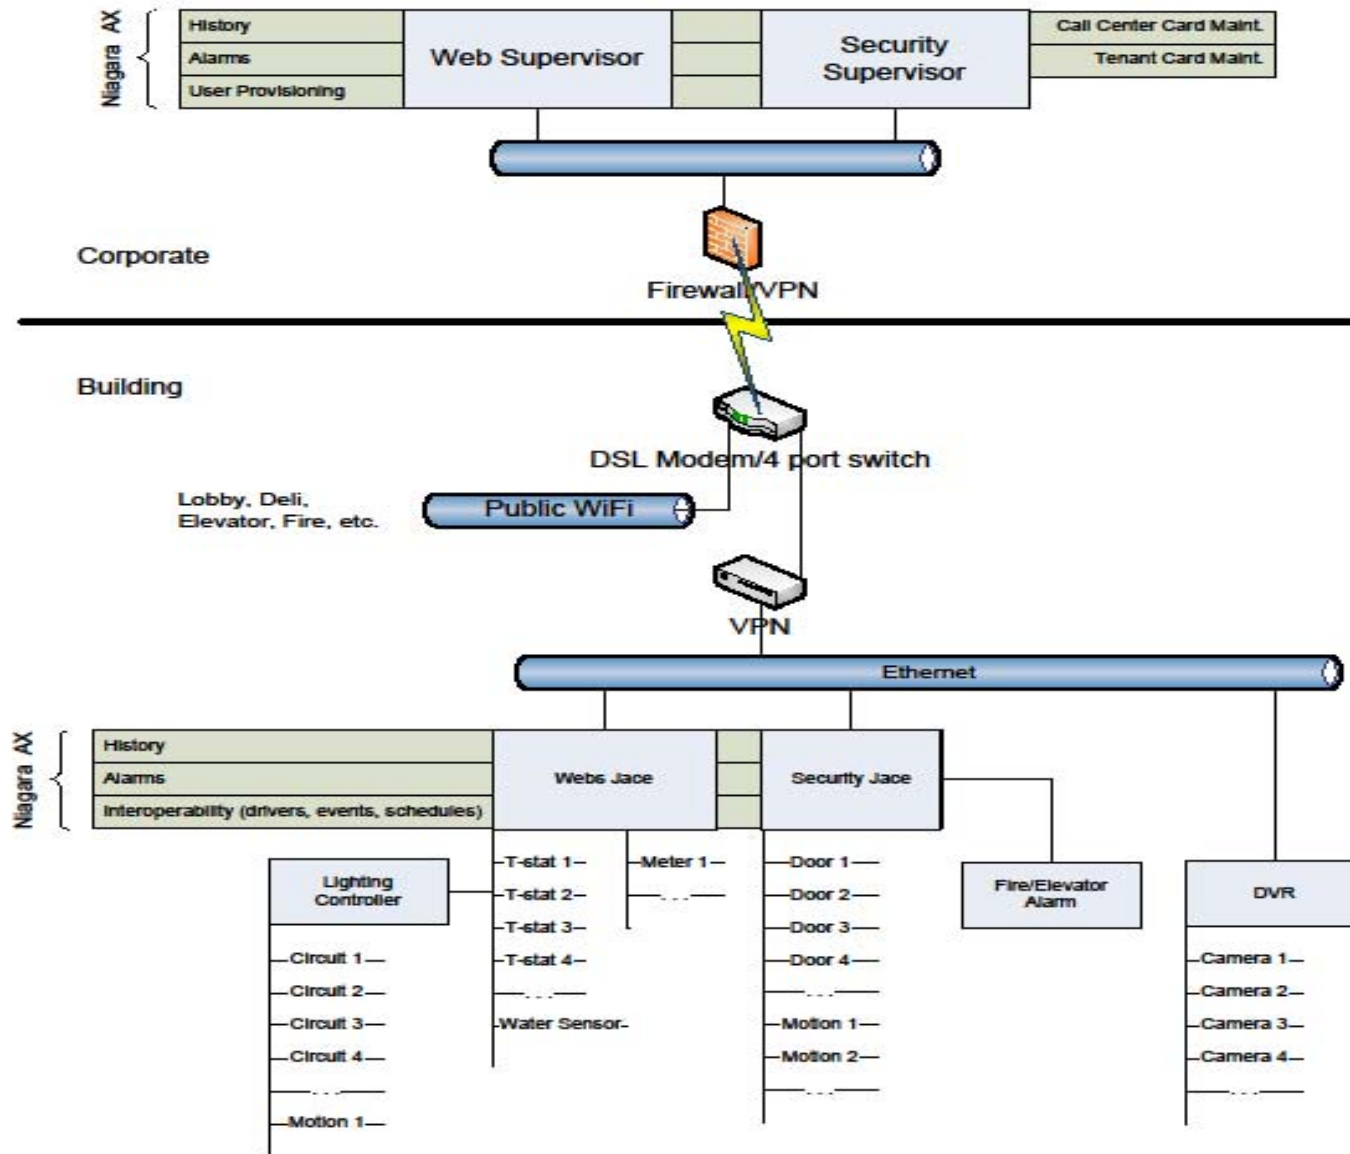 Niagara AX
History
Alarms
User Provisioning
Web Supervisor
Security
Supervisor
Call Center Card Maint.
Tenant Card Maint.
Corporate
Firewall/VPN
Building
DSL Modem/4 port switch
Lobby, Deli,
Elevator, Fire, etc.
Public WiFi
VPN
Ethernet
Niagara AX
History
Alarms
Interoperability (drivers, events, schedules)
Webs Jace
Security Jace
Lighting
Controller
Circuit 1
Circuit 2
Circuit 3
Circuit 4
...
Motion 1
T-stat 1
T-stat 2
T-stat 3
T-stat 4
...
Water Sensor
Meter 1
...
Door 1
Door 2
Door 3
Door 4
...
Motion 1
Motion 2
...
Fire/Elevator
Alarm
DVR
Camera 1
Camera 2
Camera 3
Camera 4
...